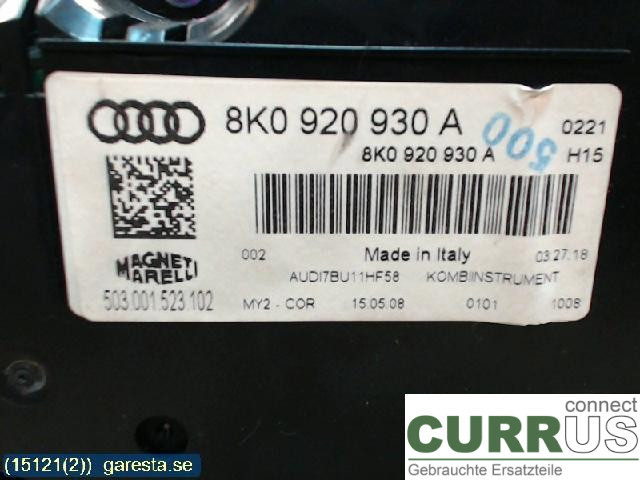 8K0 920 930 A
500
0221
8K0 920 930 A
H15
002
Made in Italy
03:27:18
MAGNETI
MARELLI
AUDI7BU11HF58
KOMBIINSTRUMENT
503.001.523.102
MY2 - COR
15.05.08
0101
1008
connect
CURRUS
Gebrauchte Ersatzteile
(15121(2)) garesta.se